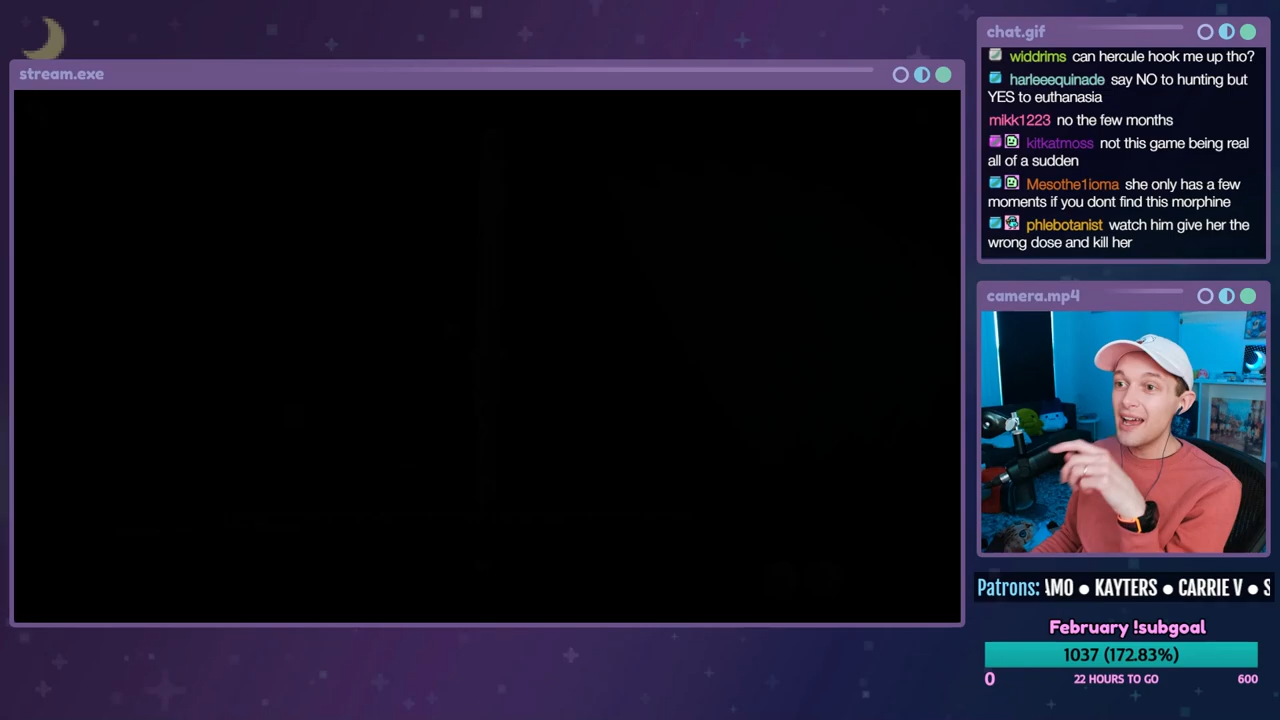 stream.exe
chat.gif
widdrims can hercule hook me up tho?
harleeequinade say NO to hunting but
YES to euthanasia
mikk1223 no the few months
kitkatmoss not this game being real
all of a sudden
Mesothe1ioma she only has a few
moments if you dont find this morphine
phlebotanist watch him give her the
wrong dose and kill her
camera.mp4
Patrons: AMO ● KAYTERS ● CARRIE V ● S
February !subgoal
1037 (172.83%)
0 22 HOURS TO GO 600